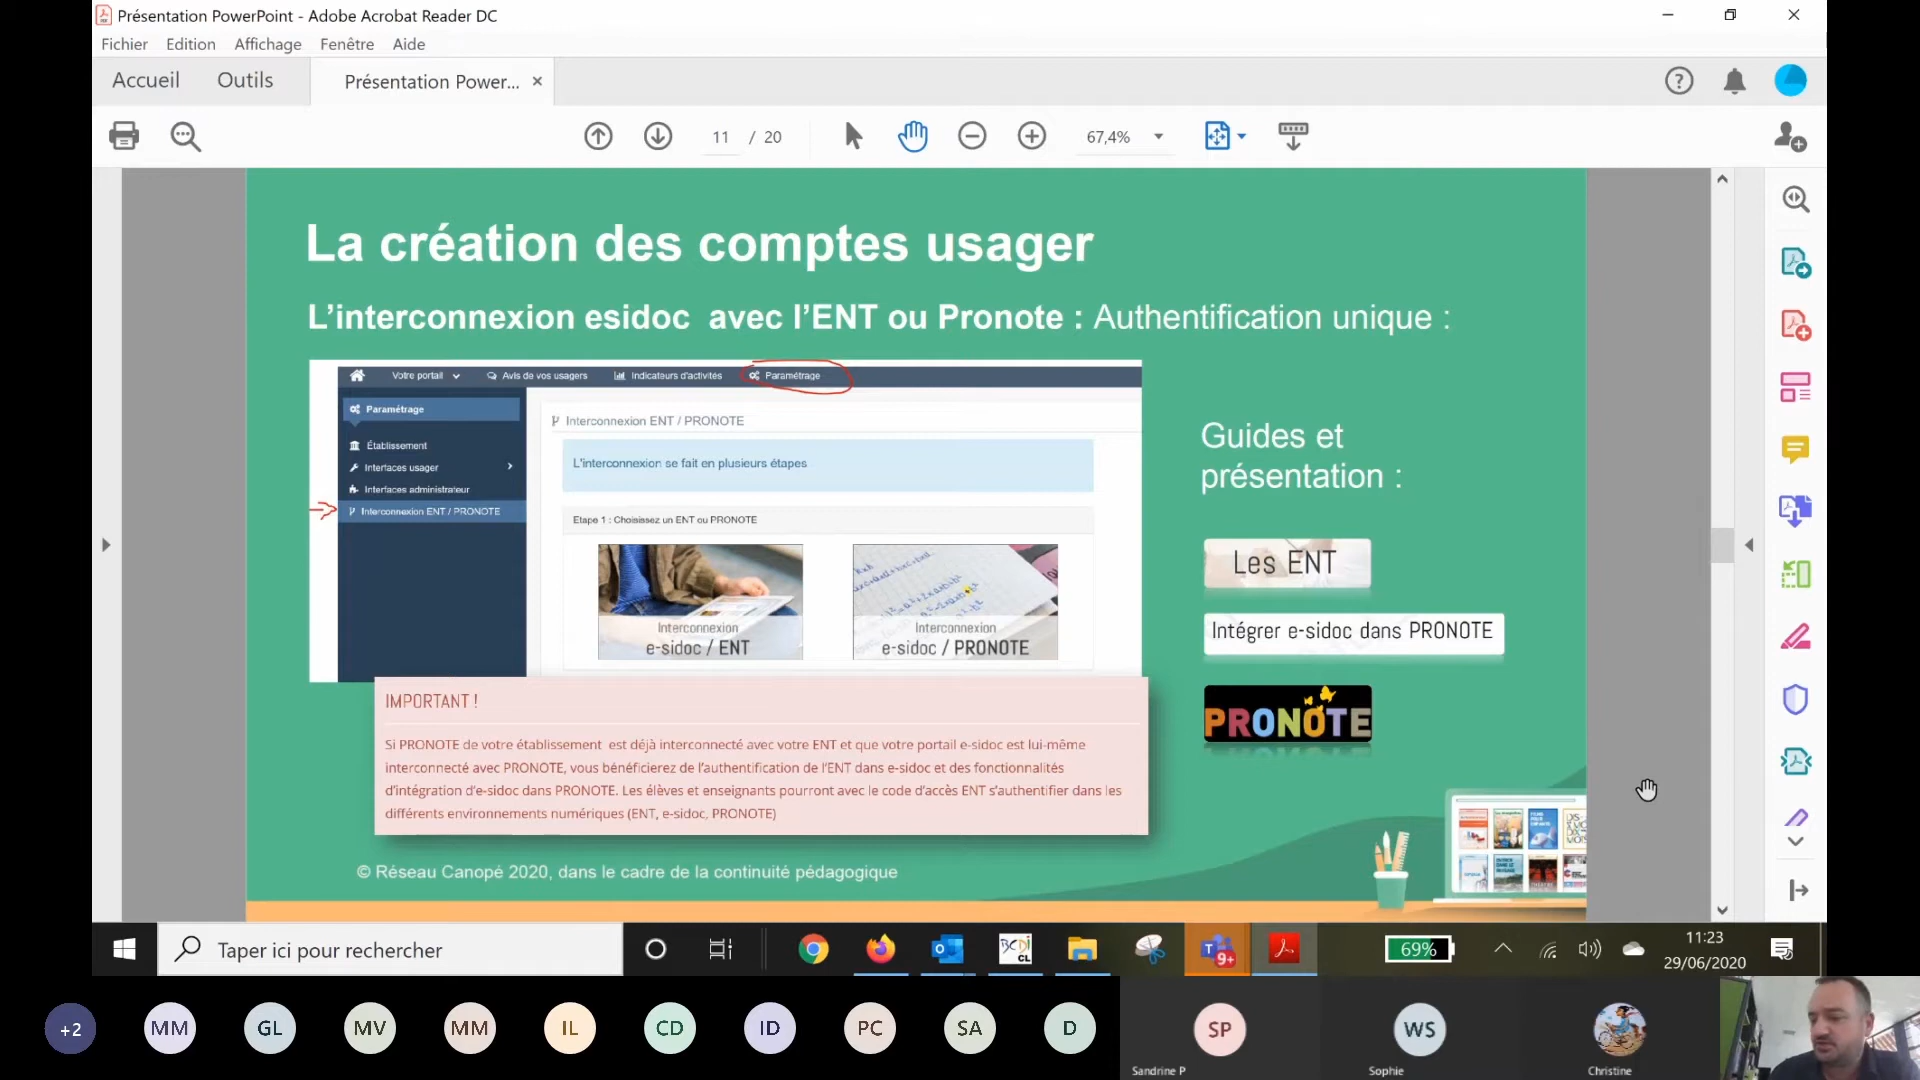 Présentation PowerPoint - Adobe Acrobat Reader DC
Fichier Edition Affichage Fenêtre Aide
Accueil Outils Présentation Power...
11 / 20 67,4%
La création des comptes usager
L'interconnexion esidoc avec l'ENT ou Pronote : Authentification unique :
Votre portail Avis de vos usagers Indicateurs d'activités Paramétrage
Paramétrage
Interconnexion ENT / PRONOTE
Établissement
Interfaces usager
Interfaces administrateur
Interconnexion ENT / PRONOTE
L'interconnexion se fait en plusieurs étapes
Etape 1 : Choisissez un ENT ou PRONOTE
Interconnexion
e-sidoc / ENT
Interconnexion
e-sidoc / PRONOTE
Guides et
présentation :
Les ENT
Intégrer e-sidoc dans PRONOTE
PRONOTE
IMPORTANT !
Si PRONOTE de votre établissement est déjà interconnecté avec votre ENT et que votre portail e-sidoc est lui-même
interconnecté avec PRONOTE, vous bénéficierez de l'authentification de l'ENT dans e-sidoc et des fonctionnalités
d'intégration d'e-sidoc dans PRONOTE. Les élèves et enseignants pourront avec le code d'accès ENT s'authentifier dans les
différents environnements numériques (ENT, e-sidoc, PRONOTE)
© Réseau Canopé 2020, dans le cadre de la continuité pédagogique
Taper ici pour rechercher
BCDI
CL
9+
69%
11:23
29/06/2020
+2 MM GL MV MM IL CD ID PC SA D SP WS
Sandrine P Sophie Christine